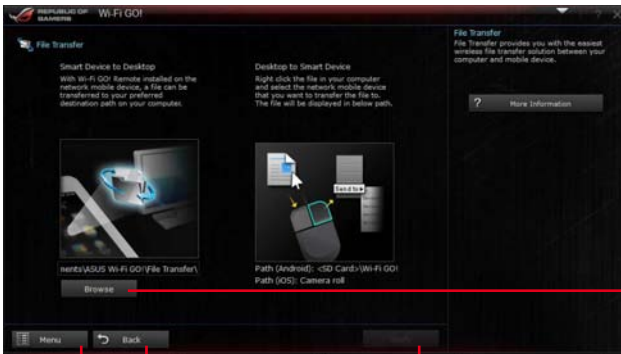 REPUBLIC OF
GAMERS
Wi-Fi GO!
? X
File Transfer
Smart Device to Desktop
With Wi-Fi GO! Remote installed on the
network mobile device, a file can be
transferred to your preferred
destination path on your computer.
nents\ASUS Wi-Fi GO!\File Transfer\
Browse
Desktop to Smart Device
Right click the file in your computer
and select the network mobile device
that you want to transfer the file to.
The file will be displayed in below path.
Send to
Path (Android): <SD Card>\Wi-Fi GO!
Path (iOS): Camera roll
File Transfer
File Transfer provides you with the easiest
wireless file transfer solution between your
computer and mobile device.
? More Information
Menu
Back